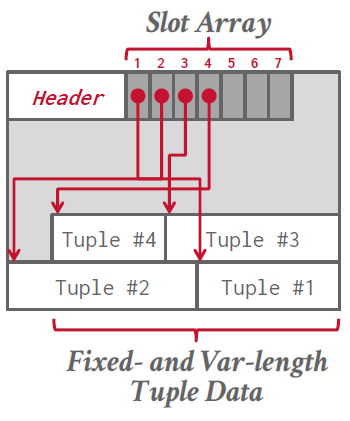 Slot Array
1 2 3 4 5 6 7
Header
Tuple #4 Tuple #3
Tuple #2 Tuple #1
Fixed- and Var-length
Tuple Data